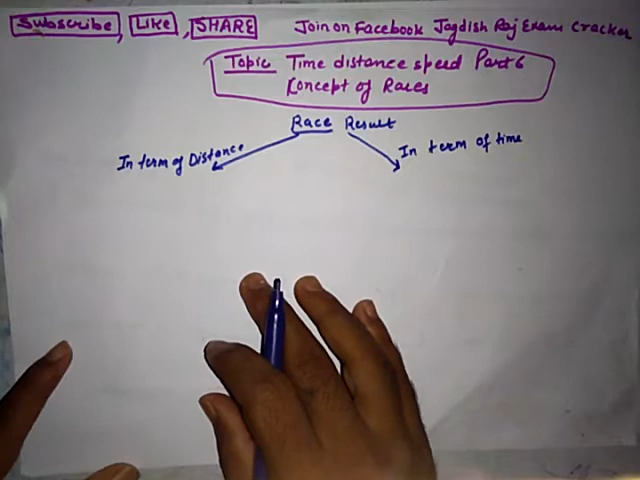 Subscribe, Like, SHARE Join on Facebook Jagdish Raj Exam Cracker
Topic Time distance speed Part 6
Concept of Races
Race Result
In term of Distance
In term of time